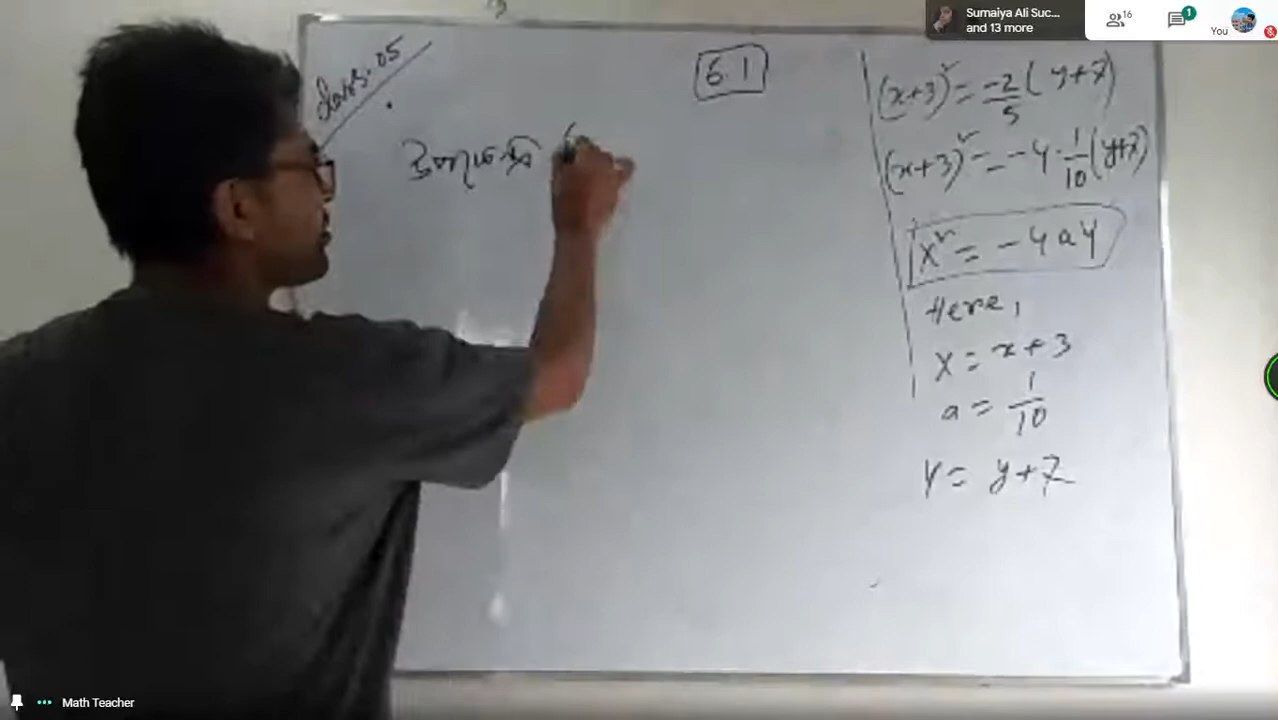 Sumaiya Ali Suc...
and 13 more
16
1
You
Class-05
6.1
(x+3)² = -2/5 (y+7)
(x+3)² = -4 · 1/10 (y+7)
X² = -4aY
Here,
X = x+3
a = 1/10
Y = y+7
Math Teacher